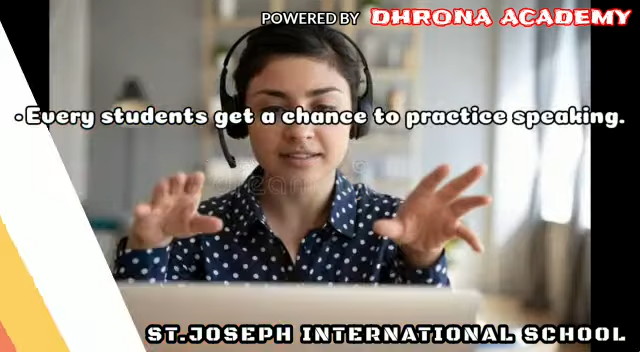 POWERED BY DHRONA ACADEMY
• Every students get a chance to practice speaking.
ST.JOSEPH INTERNATIONAL SCHOOL